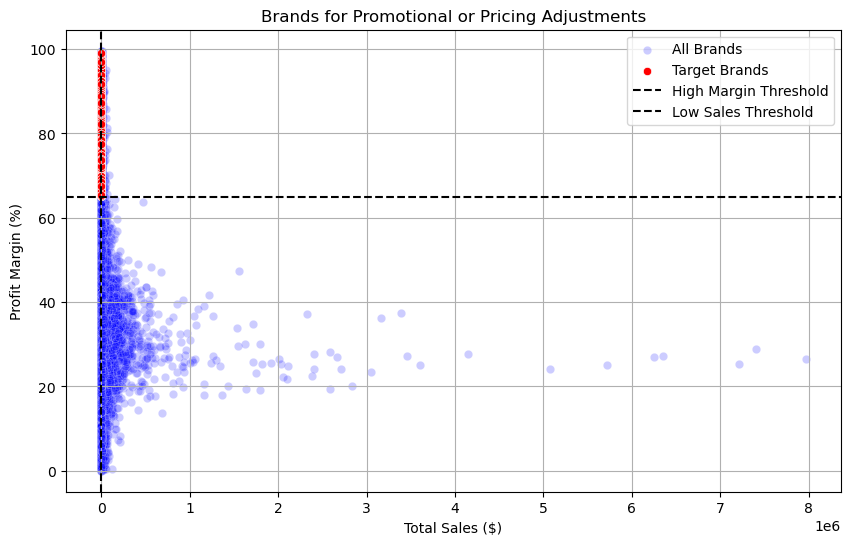 Brands for Promotional or Pricing Adjustments
All Brands
Target Brands
High Margin Threshold
Low Sales Threshold
Profit Margin (%)
100
80
60
40
20
0
0 1 2 3 4 5 6 7 8
1e6
Total Sales ($)